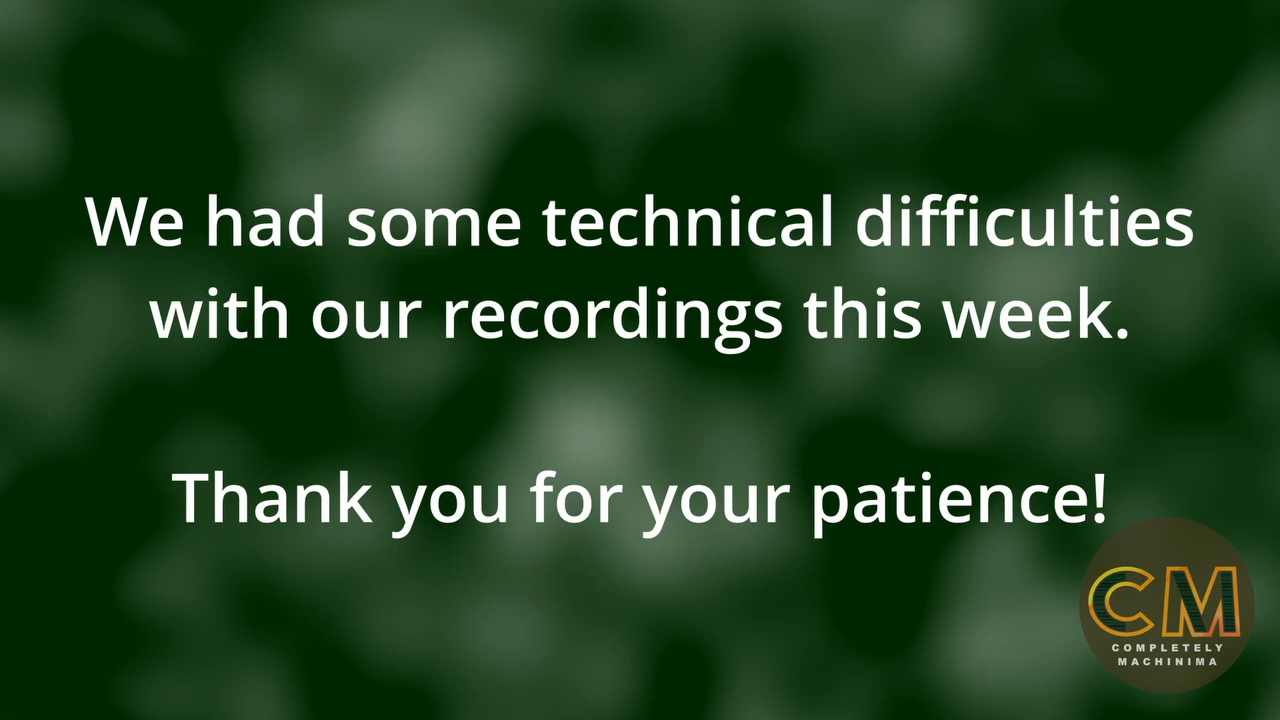 We had some technical difficulties
with our recordings this week.
Thank you for your patience!
CM
COMPLETELY
MACHINIMA